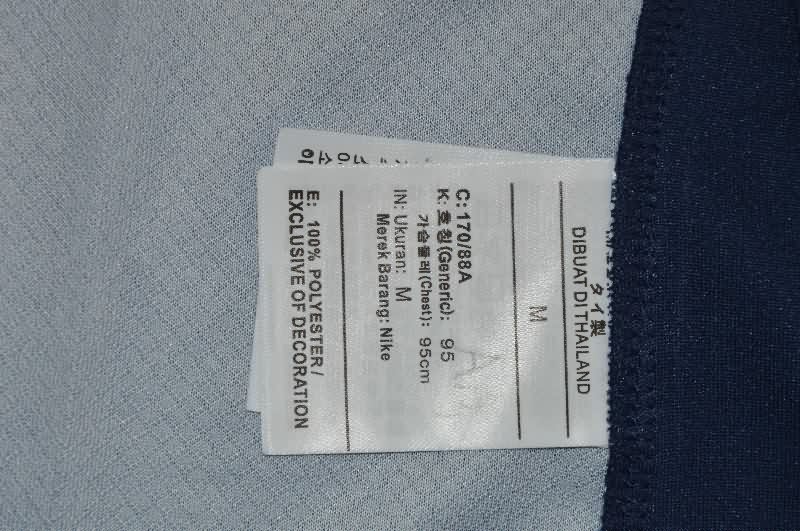 タイ製
DIBUAT DI THAILAND
M
C: 170/88A
K: 호 칭(Generic): 95
가슴둘레(Chest): 95cm
IN: Ukuran: M
Merek Barang: Nike
E: 100% POLYESTER/
EXCLUSIVE OF DECORATION